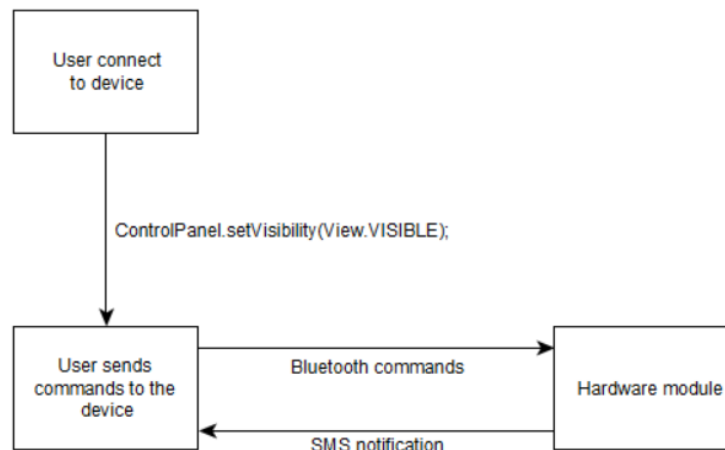 User connect
to device
ControlPanel.setVisibility(View.VISIBLE);
User sends
commands to the
device
Bluetooth commands
Hardware module
SMS notification